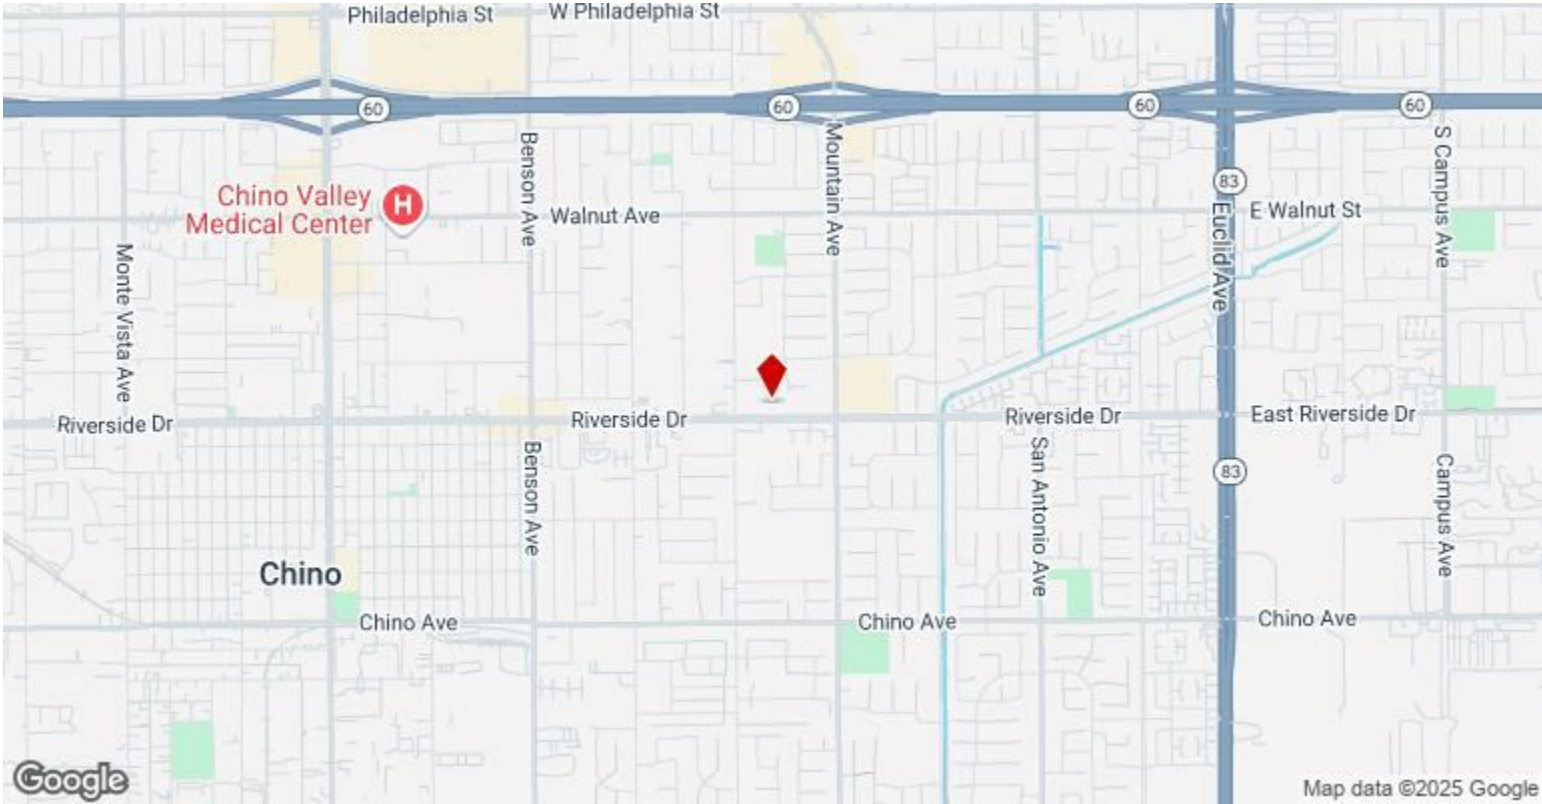 Philadelphia St
W Philadelphia St
60
60
60
60
Benson Ave
Mountain Ave
S Campus Ave
83
Chino Valley
Medical Center
H
Walnut Ave
E Walnut St
Euclid Ave
Monte Vista Ave
Riverside Dr
Riverside Dr
Riverside Dr
East Riverside Dr
Benson Ave
San Antonio Ave
83
Campus Ave
Chino
Chino Ave
Chino Ave
Chino Ave
Google
Map data ©2025 Google